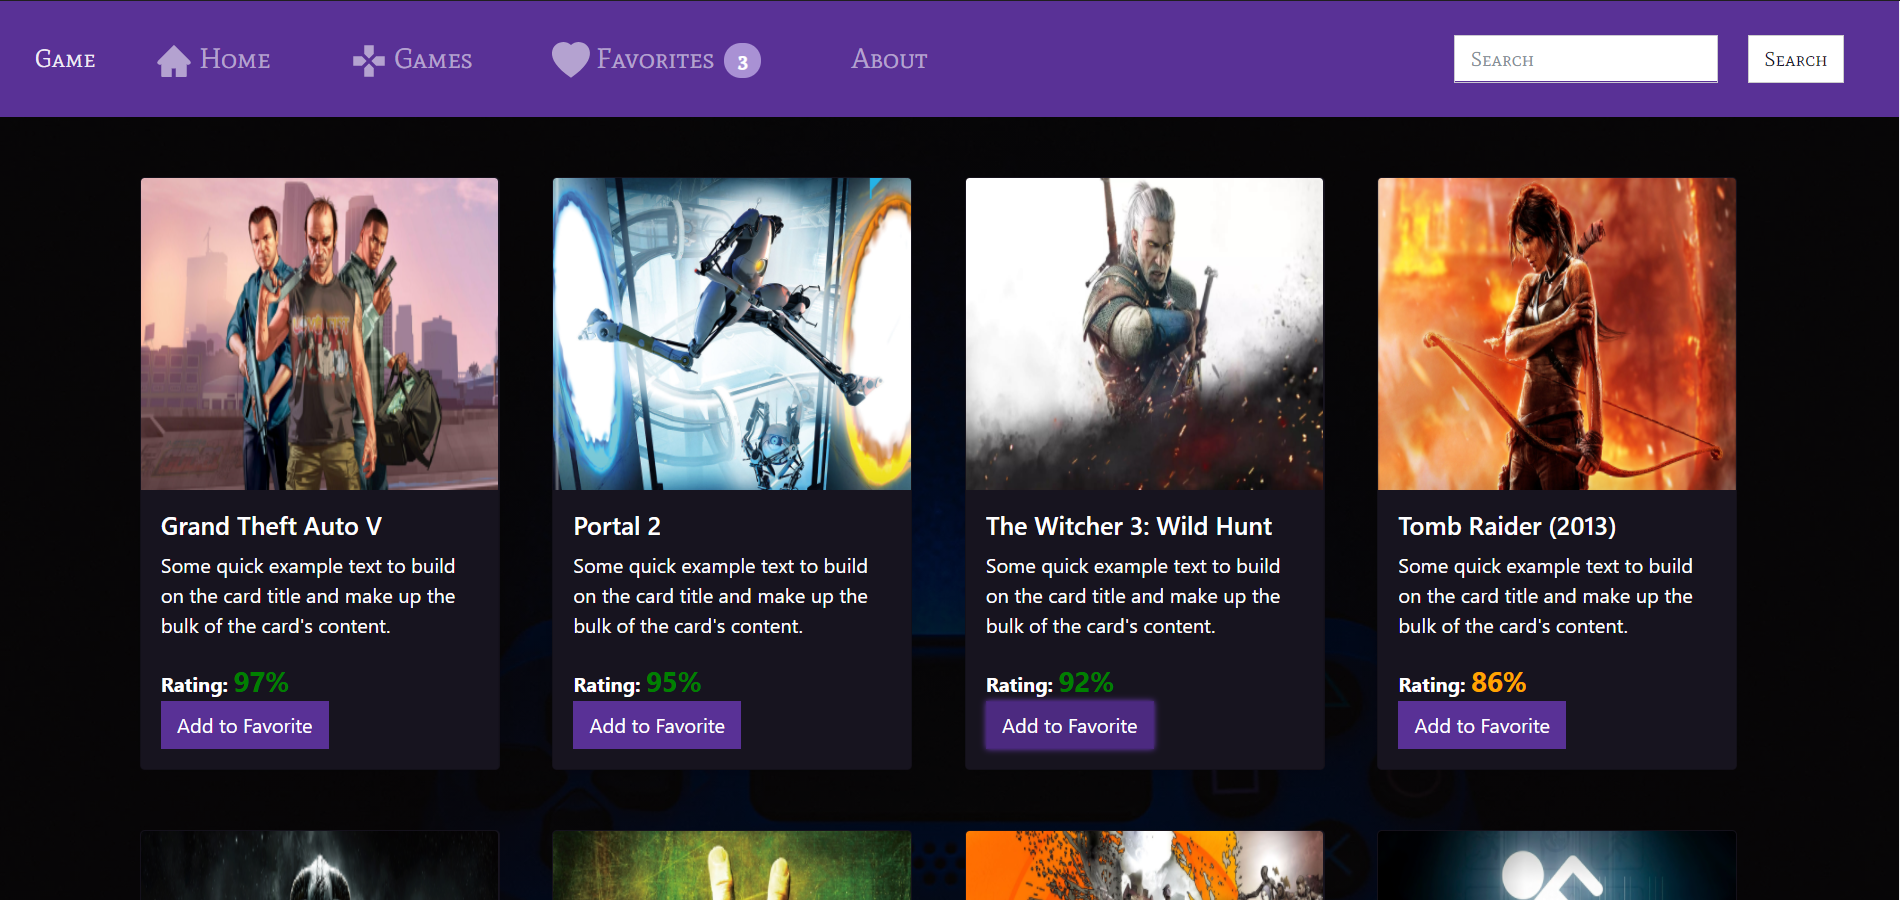 Game Home Games Favorites 3 About Search Search
Grand Theft Auto V
Some quick example text to build
on the card title and make up the
bulk of the card's content.
Rating: 97%
Add to Favorite
Portal 2
Some quick example text to build
on the card title and make up the
bulk of the card's content.
Rating: 95%
Add to Favorite
The Witcher 3: Wild Hunt
Some quick example text to build
on the card title and make up the
bulk of the card's content.
Rating: 92%
Add to Favorite
Tomb Raider (2013)
Some quick example text to build
on the card title and make up the
bulk of the card's content.
Rating: 86%
Add to Favorite